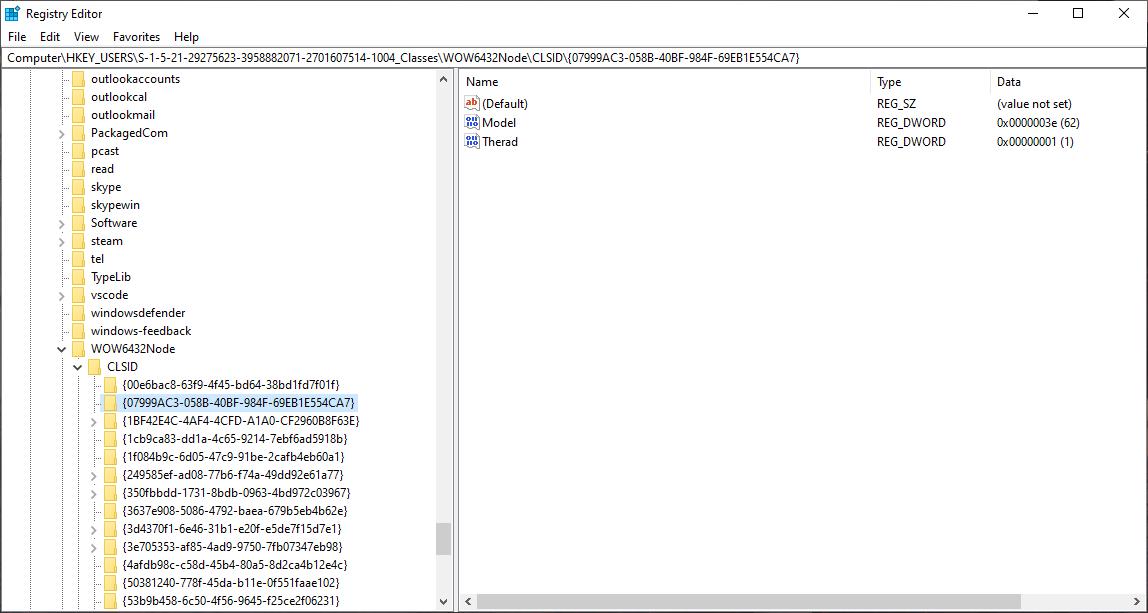 Registry Editor
File Edit View Favorites Help
Computer\HKEY_USERS\S-1-5-21-29275623-3958882071-2701607514-1004_Classes\WOW6432Node\CLSID\{07999AC3-058B-40BF-984F-69EB1E554CA7}
outlookaccounts
outlookcal
outlookmail
PackagedCom
pcast
read
skype
skypewin
Software
steam
tel
TypeLib
vscode
windowsdefender
windows-feedback
WOW6432Node
CLSID
{00e6bac8-63f9-4f45-bd64-38bd1fd7f01f}
{07999AC3-058B-40BF-984F-69EB1E554CA7}
{1BF42E4C-4AF4-4CFD-A1A0-CF2960B8F63E}
{1cb9ca83-dd1a-4c65-9214-7ebf6ad5918b}
{1f084b9c-6d05-47c9-91be-2cafb4eb60a1}
{249585ef-ad08-77b6-f74a-49dd92e61a77}
{350fbbdd-1731-8bdb-0963-4bd972c03967}
{3637e908-5086-4792-baea-679b5eb4b62e}
{3d4370f1-6e46-31b1-e20f-e5de7f15d7e1}
{3e705353-af85-4ad9-9750-7fb07347eb98}
{4afdb98c-c58d-45b4-80a5-8d2ca4b12e4c}
{50381240-778f-45da-b11e-0f551faae102}
{53b9b458-6c50-4f56-9645-f25ce2f06231}
Name Type Data
(Default) REG_SZ (value not set)
Model REG_DWORD 0x0000003e (62)
Therad REG_DWORD 0x00000001 (1)